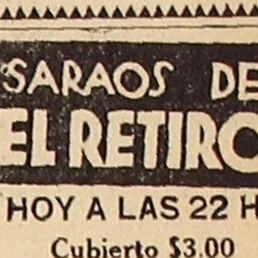 SARAOS DE
EL RETIRO
HOY A LAS 22 H
Cubierto $3.00